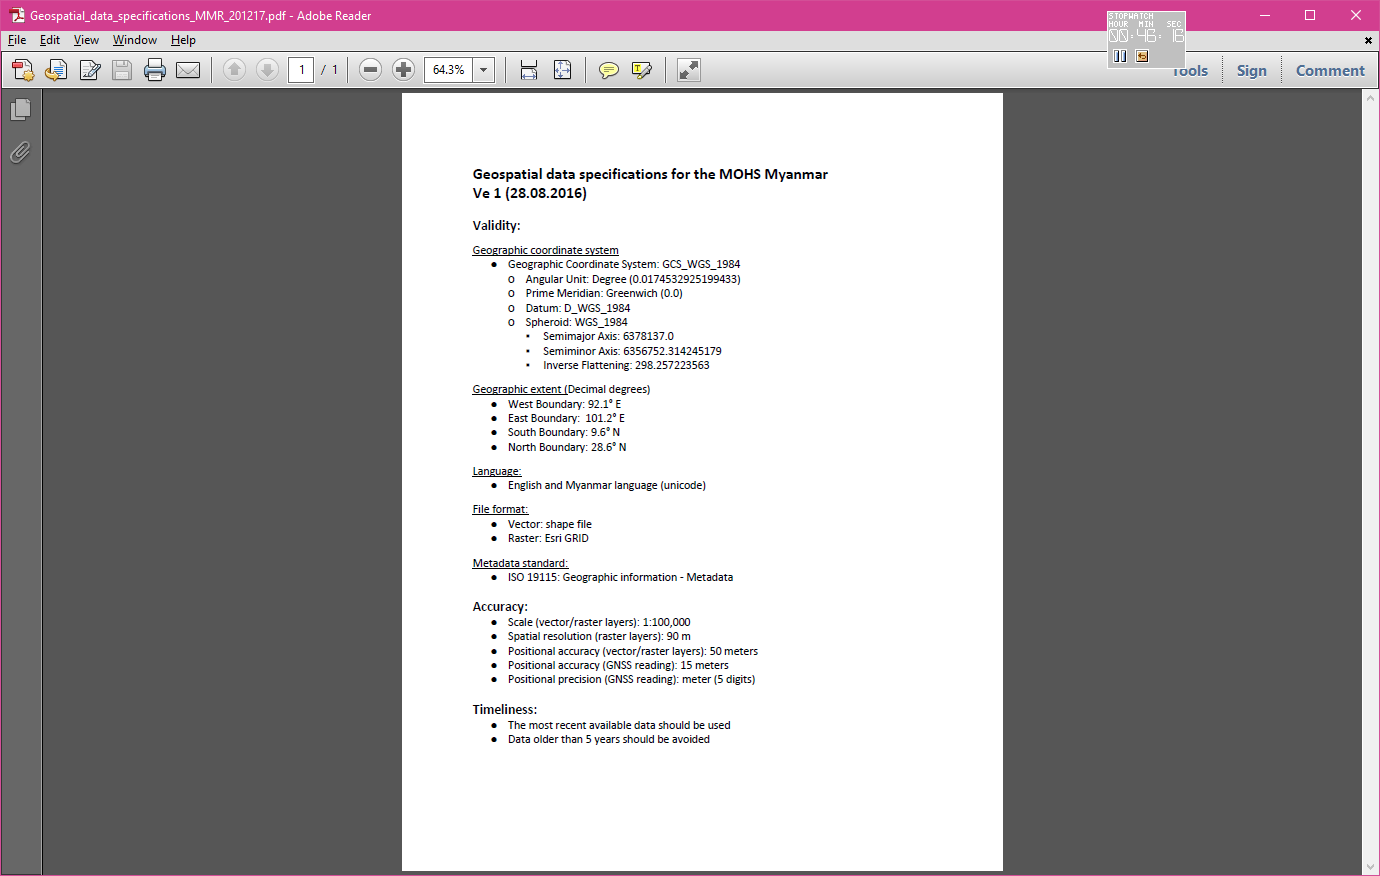 Geospatial_data_specifications_MMR_201217.pdf - Adobe Reader
STOPWATCH
HOUR MIN SEC
00:46:16
File Edit View Window Help
1 / 1 64.3% Tools Sign Comment
Geospatial data specifications for the MOHS Myanmar
Ve 1 (28.08.2016)
Validity:
Geographic coordinate system
● Geographic Coordinate System: GCS_WGS_1984
o Angular Unit: Degree (0.0174532925199433)
o Prime Meridian: Greenwich (0.0)
o Datum: D_WGS_1984
o Spheroid: WGS_1984
▪ Semimajor Axis: 6378137.0
▪ Semiminor Axis: 6356752.314245179
▪ Inverse Flattening: 298.257223563
Geographic extent (Decimal degrees)
● West Boundary: 92.1° E
● East Boundary:  101.2° E
● South Boundary: 9.6° N
● North Boundary: 28.6° N
Language:
● English and Myanmar language (unicode)
File format:
● Vector: shape file
● Raster: Esri GRID
Metadata standard:
● ISO 19115: Geographic information - Metadata
Accuracy:
● Scale (vector/raster layers): 1:100,000
● Spatial resolution (raster layers): 90 m
● Positional accuracy (vector/raster layers): 50 meters
● Positional accuracy (GNSS reading): 15 meters
● Positional precision (GNSS reading): meter (5 digits)
Timeliness:
● The most recent available data should be used
● Data older than 5 years should be avoided